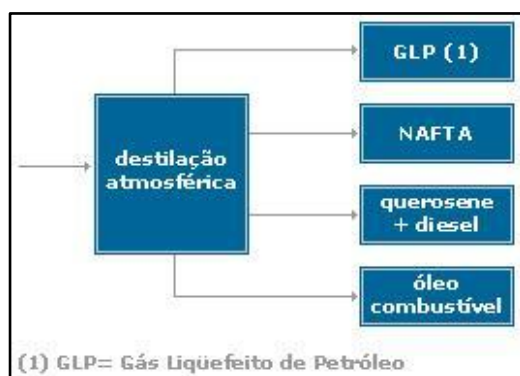 GLP (1)
NAFTA
destilação
atmosférica
querosene
+ diesel
óleo
combustível
(1) GLP= Gás Liqüefeito de Petróleo